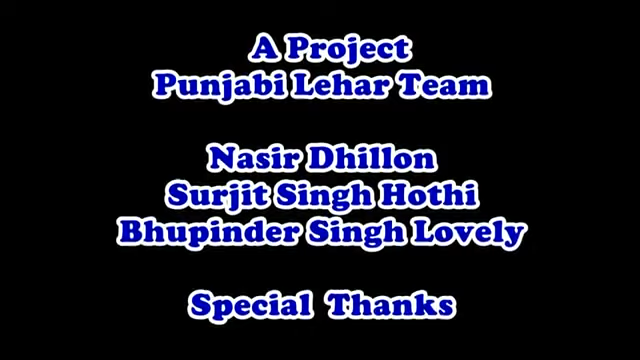 A Project
Punjabi Lehar Team
Nasir Dhillon
Surjit Singh Hothi
Bhupinder Singh Lovely
Special Thanks